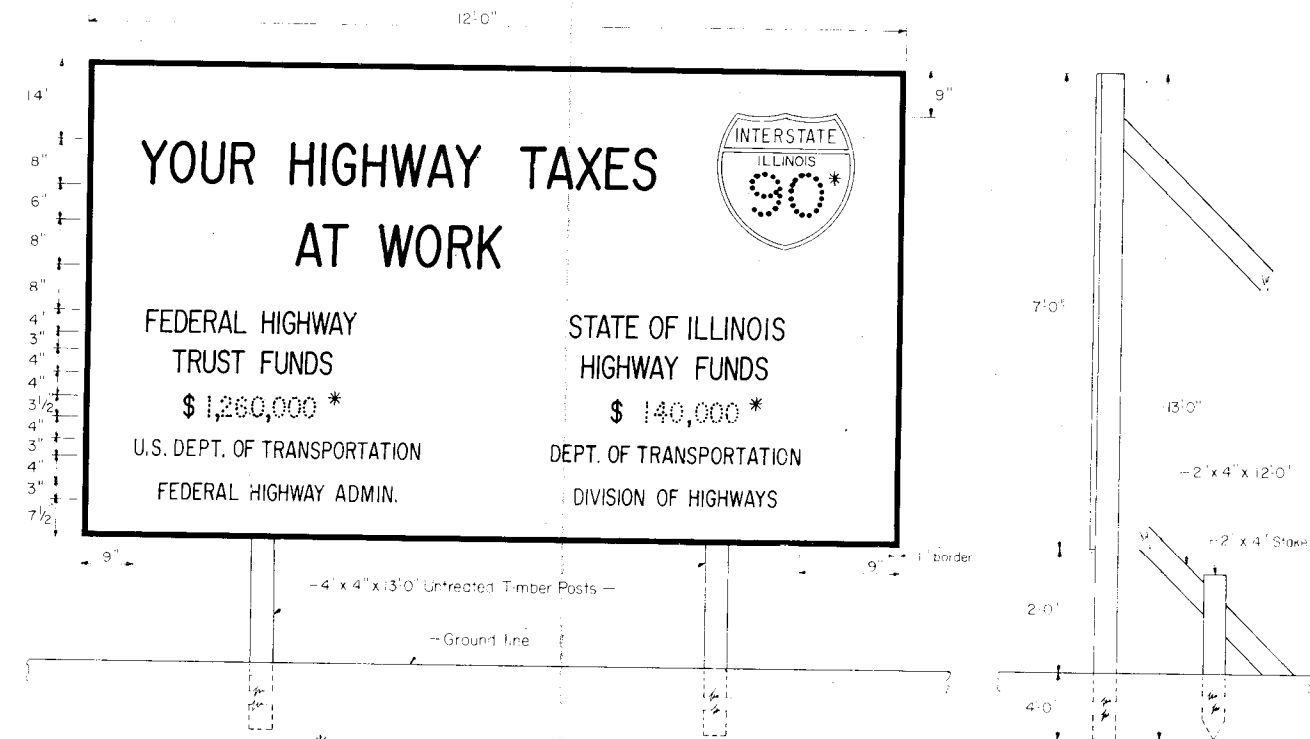 12'-0"
14'
8"
6"
8"
8"
4'
3"
4"
4"
3 1/2"
4"
3"
4"
3"
7 1/2"
9"
YOUR HIGHWAY TAXES
AT WORK
INTERSTATE
ILLINOIS
90*
FEDERAL HIGHWAY
TRUST FUNDS
$ 1,260,000 *
U.S. DEPT. OF TRANSPORTATION
FEDERAL HIGHWAY ADMIN.
STATE OF ILLINOIS
HIGHWAY FUNDS
$ 140,000 *
DEPT. OF TRANSPORTATION
DIVISION OF HIGHWAYS
9"
9"
1" border
4" x 4" x 13'-0" Untreated Timber Posts
Ground line
*
7'-0"
13'-0"
2" x 4" x 12'-0"
2" x 4" Stake
2'-0"
4'-0"